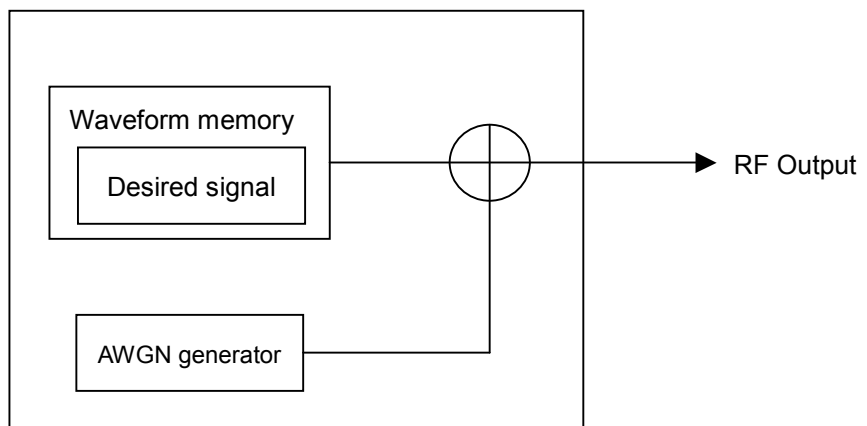 Waveform memory
Desired signal
RF Output
AWGN generator